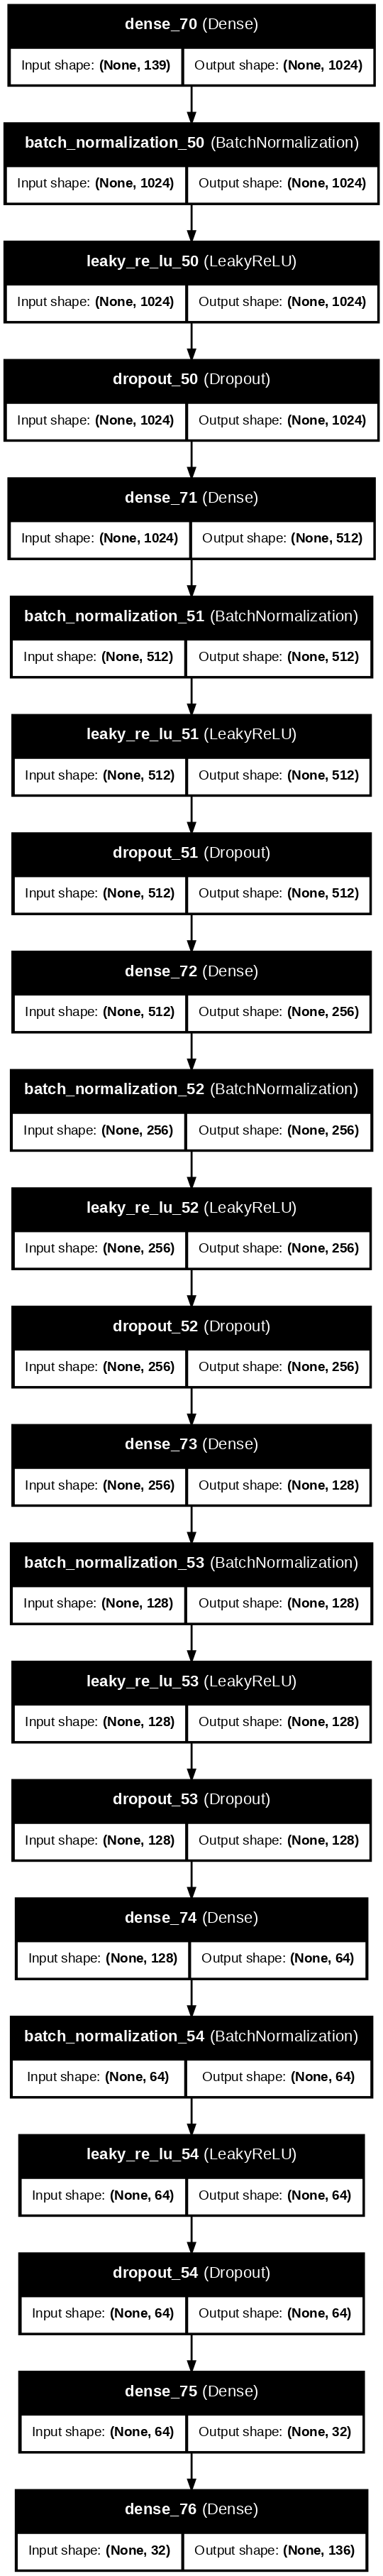 dense_70 (Dense)
Input shape: (None, 139) Output shape: (None, 1024)
batch_normalization_50 (BatchNormalization)
Input shape: (None, 1024) Output shape: (None, 1024)
leaky_re_lu_50 (LeakyReLU)
Input shape: (None, 1024) Output shape: (None, 1024)
dropout_50 (Dropout)
Input shape: (None, 1024) Output shape: (None, 1024)
dense_71 (Dense)
Input shape: (None, 1024) Output shape: (None, 512)
batch_normalization_51 (BatchNormalization)
Input shape: (None, 512) Output shape: (None, 512)
leaky_re_lu_51 (LeakyReLU)
Input shape: (None, 512) Output shape: (None, 512)
dropout_51 (Dropout)
Input shape: (None, 512) Output shape: (None, 512)
dense_72 (Dense)
Input shape: (None, 512) Output shape: (None, 256)
batch_normalization_52 (BatchNormalization)
Input shape: (None, 256) Output shape: (None, 256)
leaky_re_lu_52 (LeakyReLU)
Input shape: (None, 256) Output shape: (None, 256)
dropout_52 (Dropout)
Input shape: (None, 256) Output shape: (None, 256)
dense_73 (Dense)
Input shape: (None, 256) Output shape: (None, 128)
batch_normalization_53 (BatchNormalization)
Input shape: (None, 128) Output shape: (None, 128)
leaky_re_lu_53 (LeakyReLU)
Input shape: (None, 128) Output shape: (None, 128)
dropout_53 (Dropout)
Input shape: (None, 128) Output shape: (None, 128)
dense_74 (Dense)
Input shape: (None, 128) Output shape: (None, 64)
batch_normalization_54 (BatchNormalization)
Input shape: (None, 64) Output shape: (None, 64)
leaky_re_lu_54 (LeakyReLU)
Input shape: (None, 64) Output shape: (None, 64)
dropout_54 (Dropout)
Input shape: (None, 64) Output shape: (None, 64)
dense_75 (Dense)
Input shape: (None, 64) Output shape: (None, 32)
dense_76 (Dense)
Input shape: (None, 32) Output shape: (None, 136)